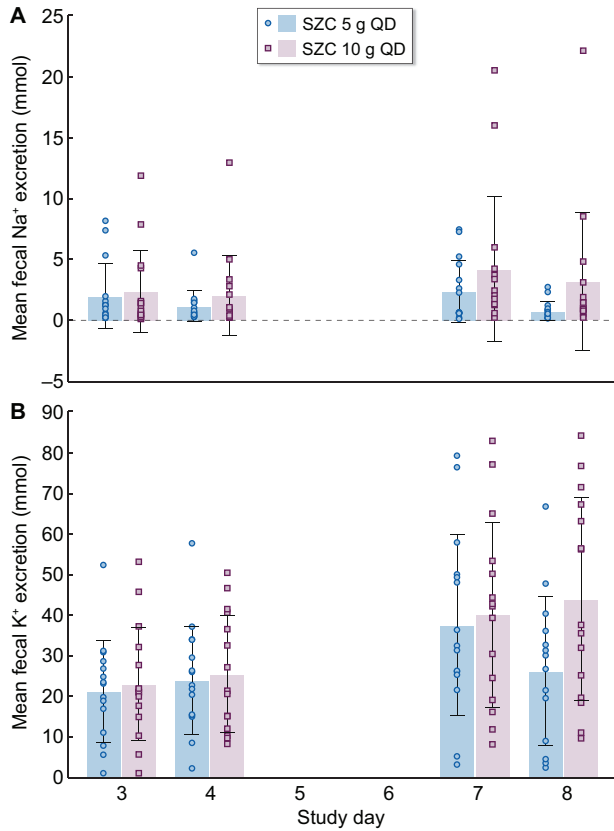 A
SZC 5 g QD
SZC 10 g QD
Mean fecal Na⁺ excretion (mmol)
25
20
15
10
5
0
–5
B
Mean fecal K⁺ excretion (mmol)
90
80
70
60
50
40
30
20
10
0
3 4 5 6 7 8
Study day